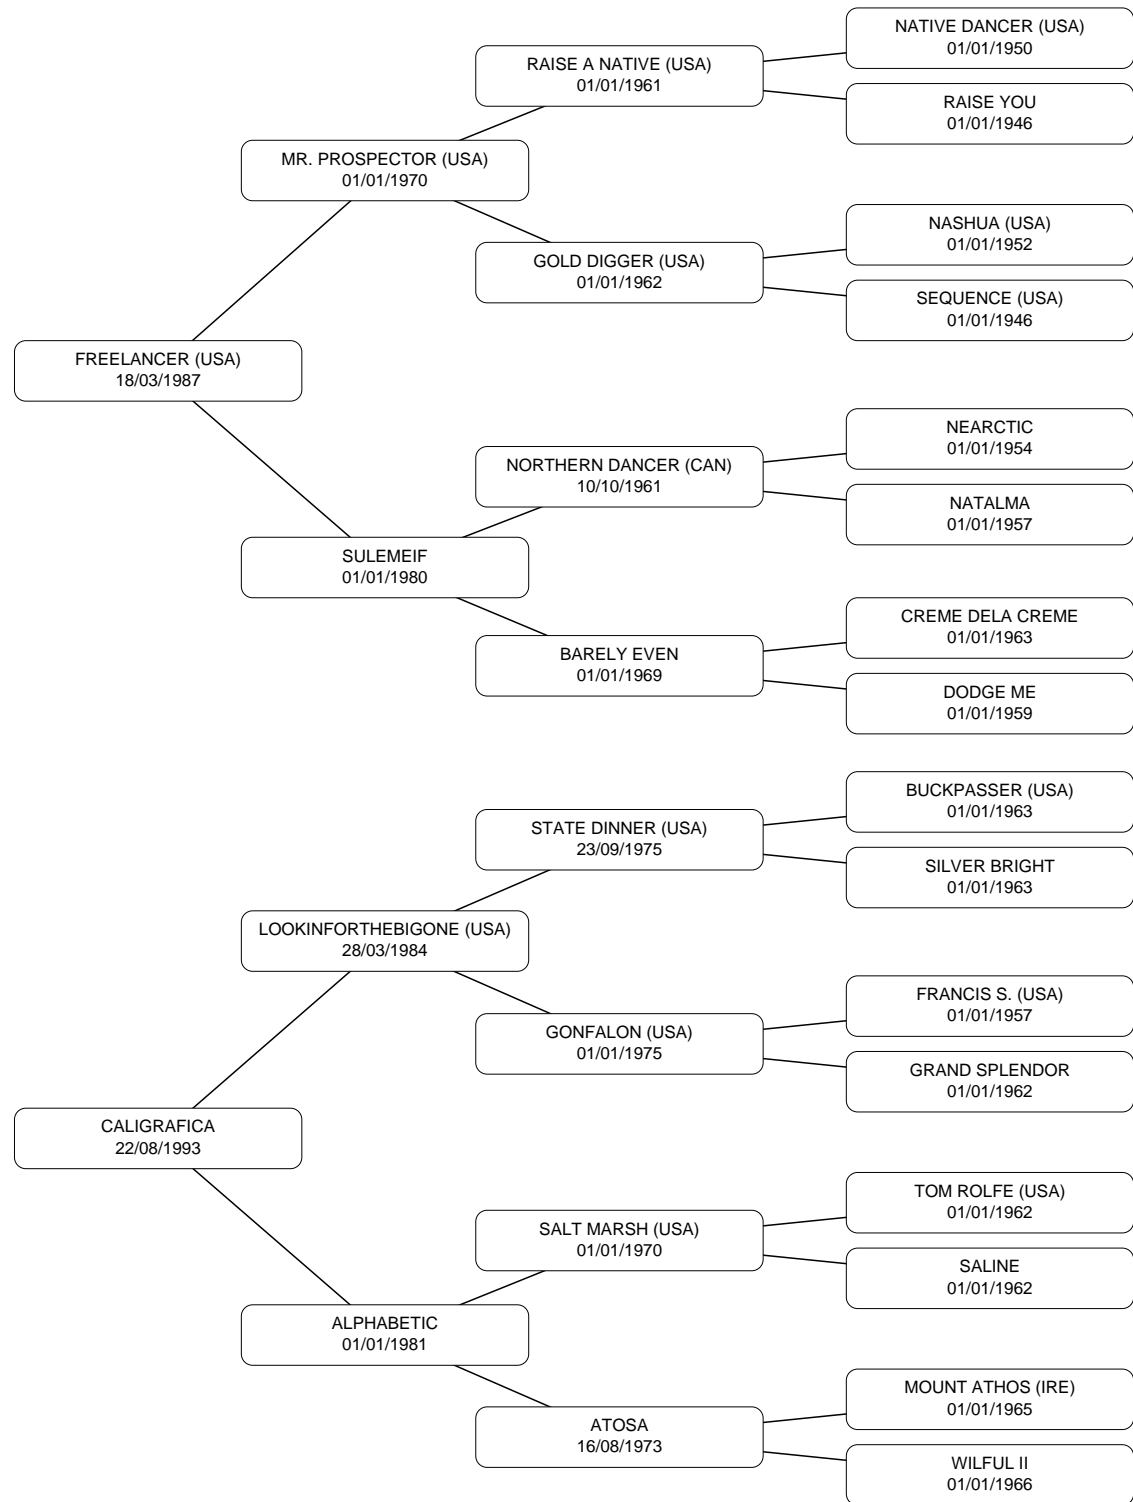 NATIVE DANCER (USA)
01/01/1950
RAISE A NATIVE (USA)
01/01/1961
RAISE YOU
01/01/1946
MR. PROSPECTOR (USA)
01/01/1970
NASHUA (USA)
01/01/1952
GOLD DIGGER (USA)
01/01/1962
SEQUENCE (USA)
01/01/1946
FREELANCER (USA)
18/03/1987
NEARCTIC
01/01/1954
NORTHERN DANCER (CAN)
10/10/1961
NATALMA
01/01/1957
SULEMEIF
01/01/1980
CREME DELA CREME
01/01/1963
BARELY EVEN
01/01/1969
DODGE ME
01/01/1959
BUCKPASSER (USA)
01/01/1963
STATE DINNER (USA)
23/09/1975
SILVER BRIGHT
01/01/1963
LOOKINFORTHEBIGONE (USA)
28/03/1984
FRANCIS S. (USA)
01/01/1957
GONFALON (USA)
01/01/1975
GRAND SPLENDOR
01/01/1962
CALIGRAFICA
22/08/1993
TOM ROLFE (USA)
01/01/1962
SALT MARSH (USA)
01/01/1970
SALINE
01/01/1962
ALPHABETIC
01/01/1981
MOUNT ATHOS (IRE)
01/01/1965
ATOSA
16/08/1973
WILFUL II
01/01/1966